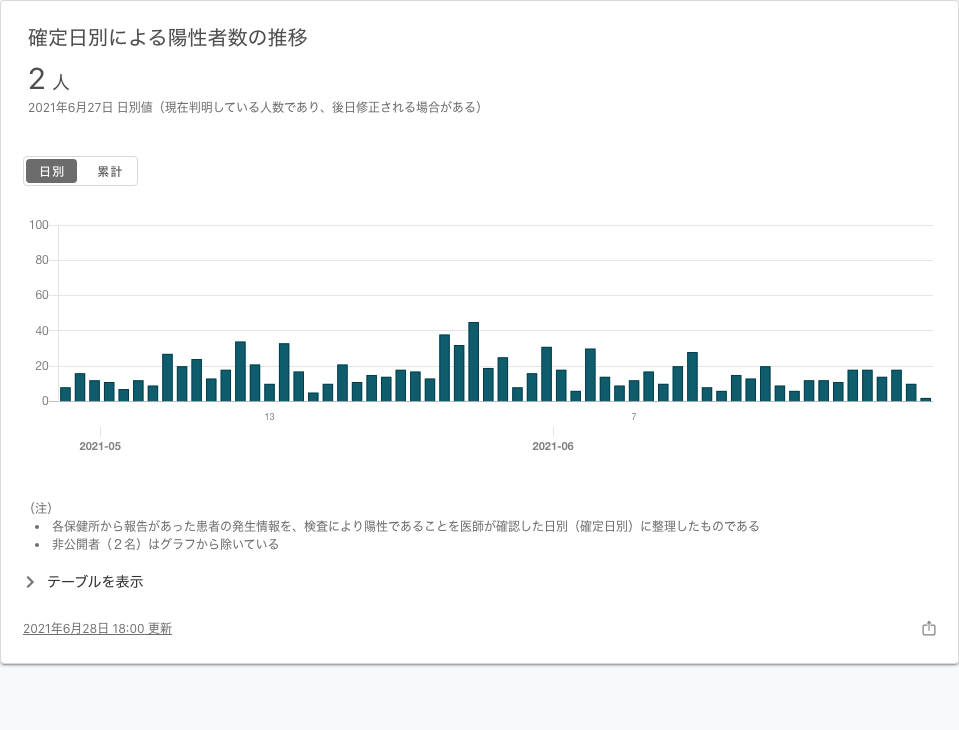 確定日別による陽性者数の推移
2 人
2021年6月27日 日別値（現在判明している人数であり、後日修正される場合がある）
日別 累計
100
80
60
40
20
0
13 7
2021-05 2021-06
（注）
• 各保健所から報告があった患者の発生情報を、検査により陽性であることを医師が確認した日別（確定日別）に整理したものである
• 非公開者（２名）はグラフから除いている
テーブルを表示
2021年6月28日 18:00 更新